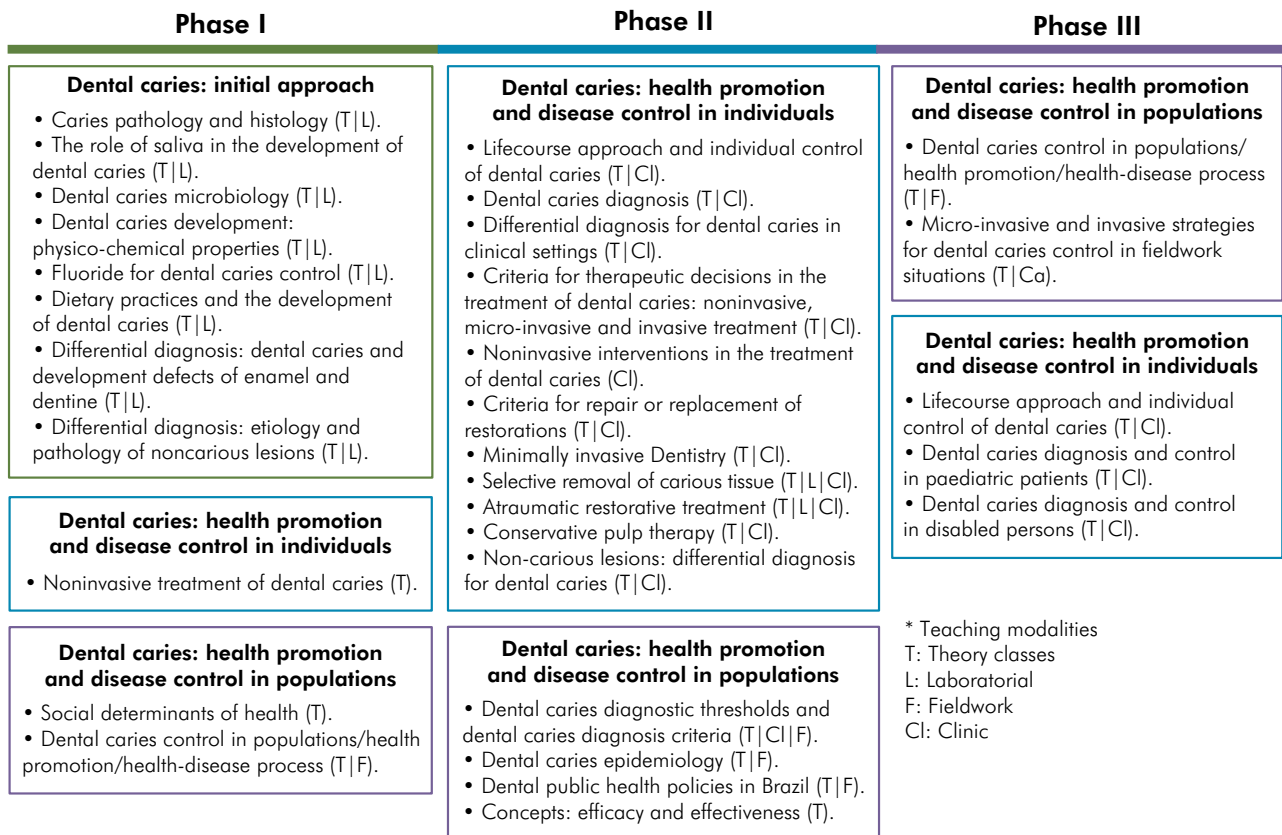 Phase I
Dental caries: initial approach
• Caries pathology and histology (T|L).
• The role of saliva in the development of
dental caries (T|L).
• Dental caries microbiology (T|L).
• Dental caries development:
physico-chemical properties (T|L).
• Fluoride for dental caries control (T|L).
• Dietary practices and the development
of dental caries (T|L).
• Differential diagnosis: dental caries and
development defects of enamel and
dentine (T|L).
• Differential diagnosis: etiology and
pathology of noncarious lesions (T|L).
Dental caries: health promotion
and disease control in individuals
• Noninvasive treatment of dental caries (T).
Dental caries: health promotion
and disease control in populations
• Social determinants of health (T).
• Dental caries control in populations/health
promotion/health-disease process (T|F).
Phase II
Dental caries: health promotion
and disease control in individuals
• Lifecourse approach and individual control
of dental caries (T|Cl).
• Dental caries diagnosis (T|Cl).
• Differential diagnosis for dental caries in
clinical settings (T|Cl).
• Criteria for therapeutic decisions in the
treatment of dental caries: noninvasive,
micro-invasive and invasive treatment (T|Cl).
• Noninvasive interventions in the treatment
of dental caries (Cl).
• Criteria for repair or replacement of
restorations (T|Cl).
• Minimally invasive Dentistry (T|Cl).
• Selective removal of carious tissue (T|L|Cl).
• Atraumatic restorative treatment (T|L|Cl).
• Conservative pulp therapy (T|Cl).
• Non-carious lesions: differential diagnosis
for dental caries (T|Cl).
Dental caries: health promotion
and disease control in populations
• Dental caries diagnostic thresholds and
dental caries diagnosis criteria (T|Cl|F).
• Dental caries epidemiology (T|F).
• Dental public health policies in Brazil (T|F).
• Concepts: efficacy and effectiveness (T).
Phase III
Dental caries: health promotion
and disease control in populations
• Dental caries control in populations/
health promotion/health-disease process
(T|F).
• Micro-invasive and invasive strategies
for dental caries control in fieldwork
situations (T|Ca).
Dental caries: health promotion
and disease control in individuals
• Lifecourse approach and individual
control of dental caries (T|Cl).
• Dental caries diagnosis and control
in paediatric patients (T|Cl).
• Dental caries diagnosis and control
in disabled persons (T|Cl).
* Teaching modalities
T: Theory classes
L: Laboratorial
F: Fieldwork
Cl: Clinic